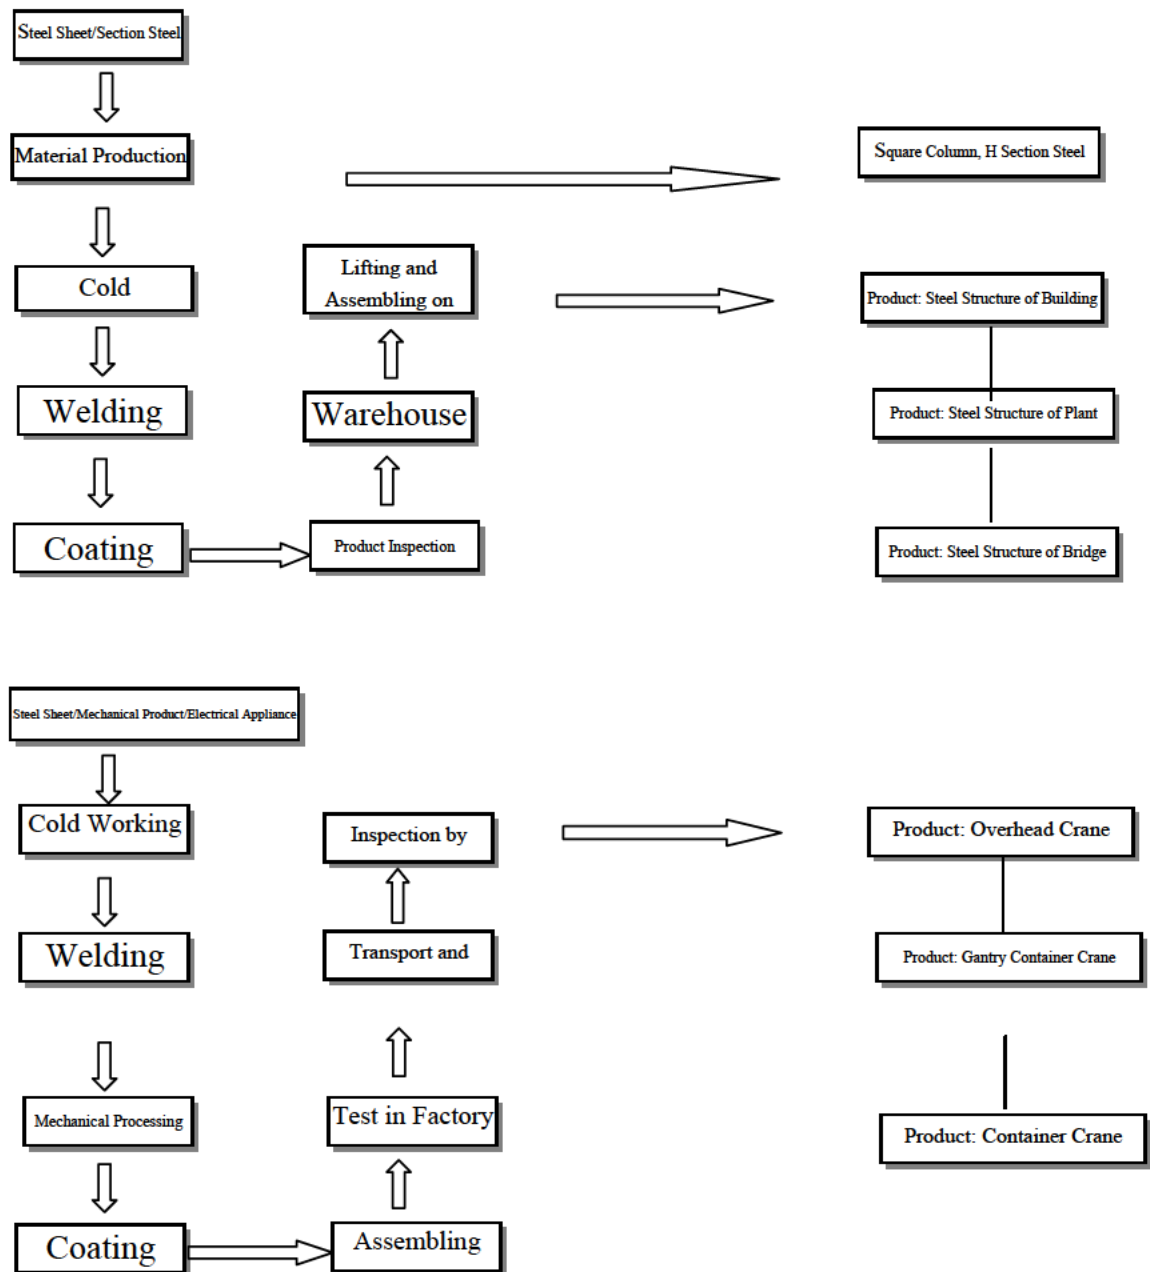 Steel Sheet/Section Steel
Material Production
Square Column, H Section Steel
Cold
Lifting and
Assembling on
Product: Steel Structure of Building
Welding
Warehouse
Product: Steel Structure of Plant
Coating
Product Inspection
Product: Steel Structure of Bridge
Steel Sheet/Mechanical Product/Electrical Appliance
Cold Working
Inspection by
Product: Overhead Crane
Welding
Transport and
Product: Gantry Container Crane
Mechanical Processing
Test in Factory
Product: Container Crane
Coating
Assembling